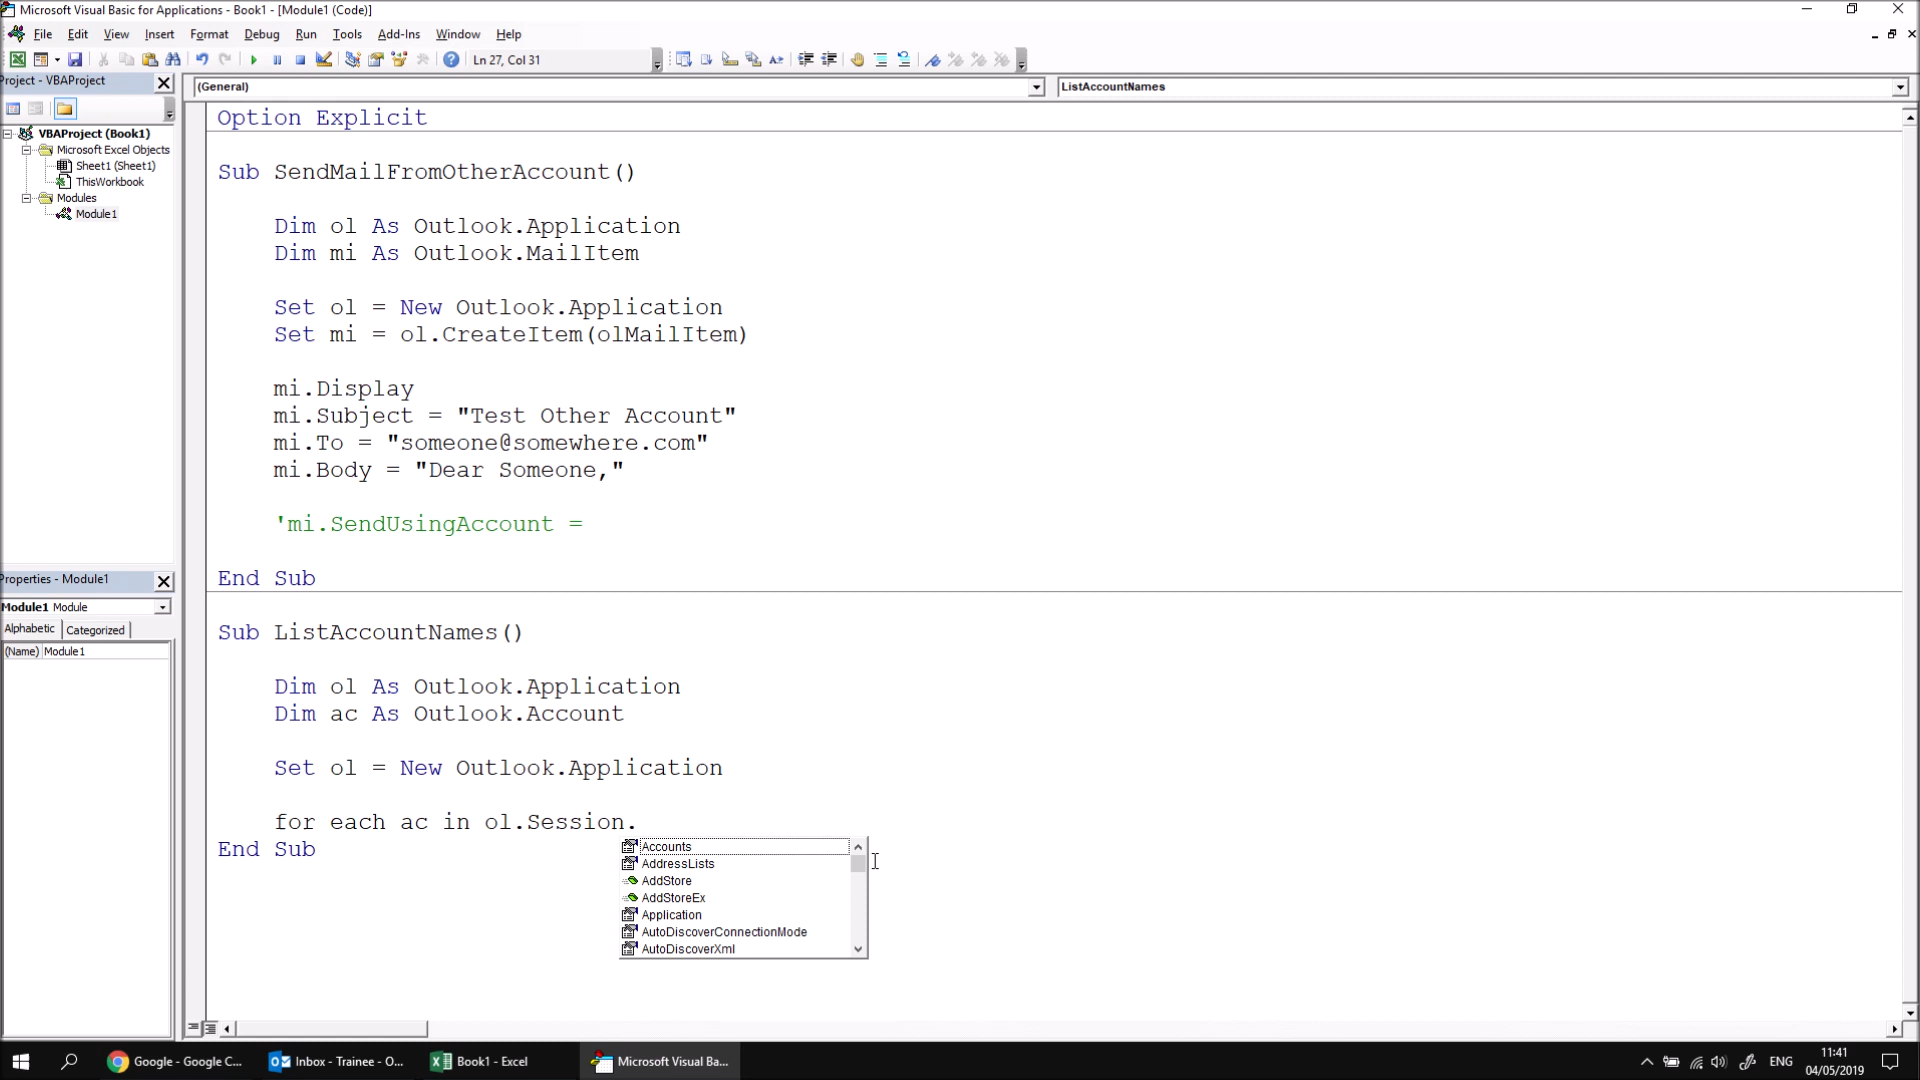 Microsoft Visual Basic for Applications - Book1 - [Module1 (Code)]
File Edit View Insert Format Debug Run Tools Add-Ins Window Help
Ln 27, Col 31
Project - VBAProject
(General)
ListAccountNames
VBAProject (Book1)
Microsoft Excel Objects
Sheet1 (Sheet1)
ThisWorkbook
Modules
Module1
Properties - Module1
Module1 Module
Alphabetic Categorized
(Name) Module1
Option Explicit
Sub SendMailFromOtherAccount()
Dim ol As Outlook.Application
Dim mi As Outlook.MailItem
Set ol = New Outlook.Application
Set mi = ol.CreateItem(olMailItem)
mi.Display
mi.Subject = "Test Other Account"
mi.To = "someone@somewhere.com"
mi.Body = "Dear Someone,"
'mi.SendUsingAccount =
End Sub
Sub ListAccountNames()
Dim ol As Outlook.Application
Dim ac As Outlook.Account
Set ol = New Outlook.Application
for each ac in ol.Session.
End Sub
Accounts
AddressLists
AddStore
AddStoreEx
Application
AutoDiscoverConnectionMode
AutoDiscoverXml
Google - Google C...
Inbox - Trainee - O...
Book1 - Excel
Microsoft Visual Ba...
ENG
11:41
04/05/2019